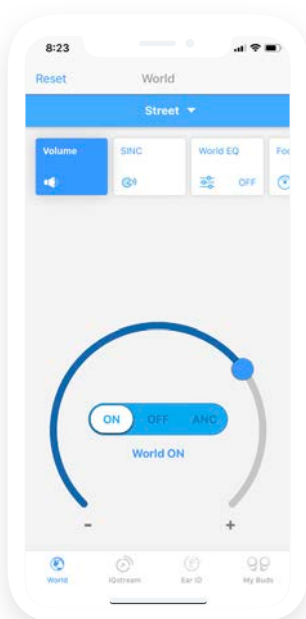 8:23
Reset World
Street
Volume SINC World EQ Foc
OFF
ON OFF ANC
World ON
- +
World IQstream Ear ID My Buds